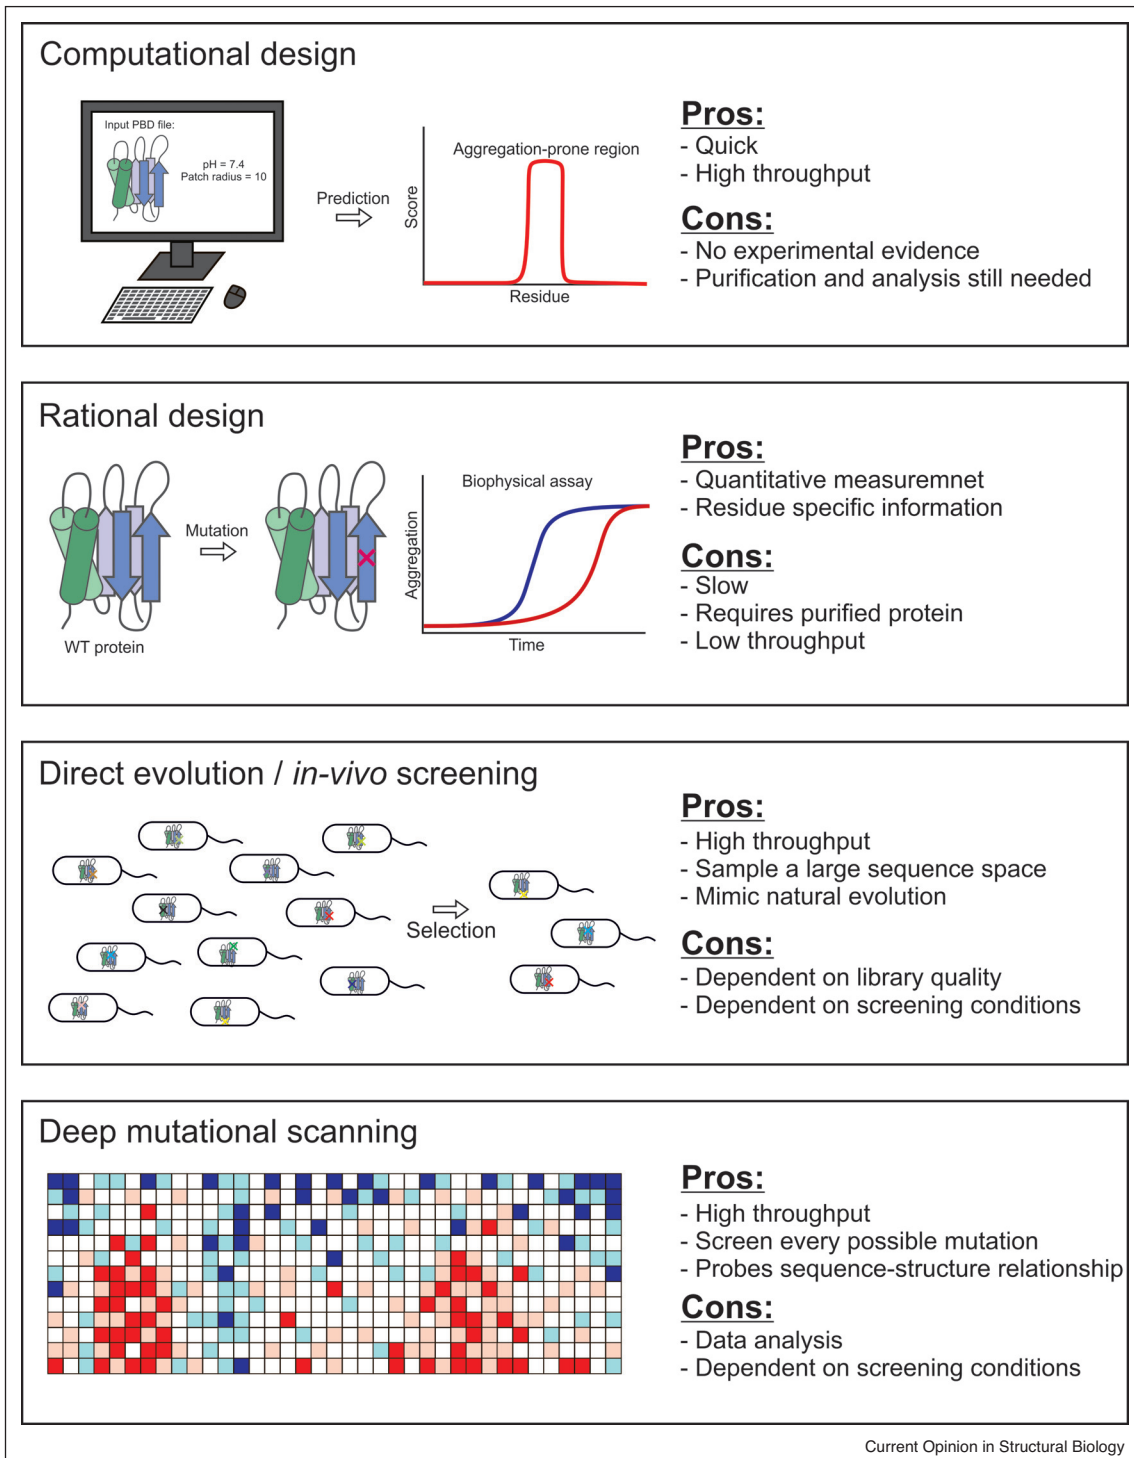 Computational design
Input PBD file:
pH = 7.4
Patch radius = 10
Prediction
Aggregation-prone region
Score
Residue
Pros:
- Quick
- High throughput
Cons:
- No experimental evidence
- Purification and analysis still needed
Rational design
WT protein
Mutation
Biophysical assay
Aggregation
Time
Pros:
- Quantitative measuremnet
- Residue specific information
Cons:
- Slow
- Requires purified protein
- Low throughput
Direct evolution / in-vivo screening
Selection
Pros:
- High throughput
- Sample a large sequence space
- Mimic natural evolution
Cons:
- Dependent on library quality
- Dependent on screening conditions
Deep mutational scanning
Pros:
- High throughput
- Screen every possible mutation
- Probes sequence-structure relationship
Cons:
- Data analysis
- Dependent on screening conditions
Current Opinion in Structural Biology